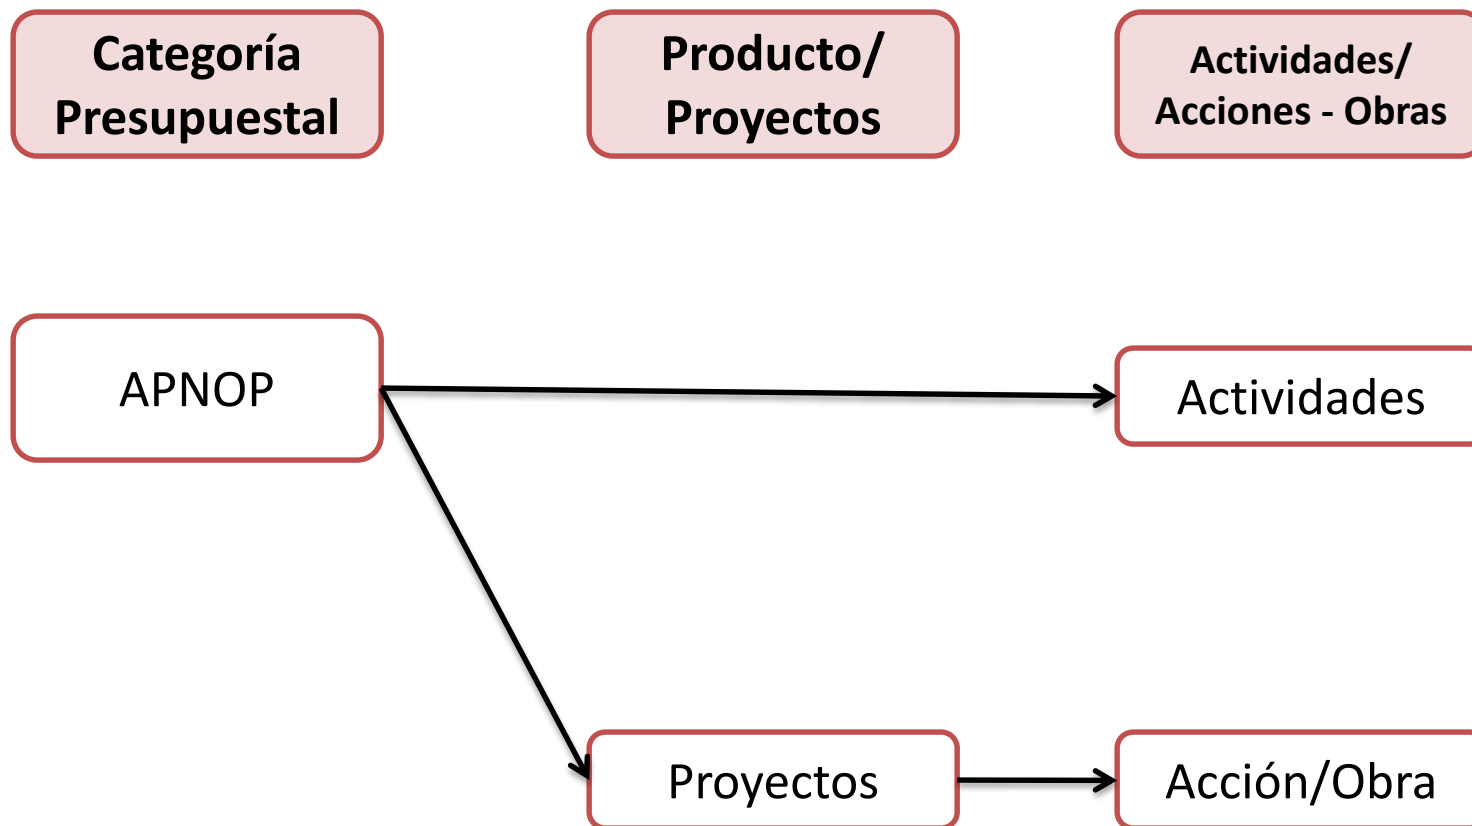 Categoría
Presupuestal
Producto/
Proyectos
Actividades/
Acciones - Obras
APNOP
Actividades
Proyectos
Acción/Obra